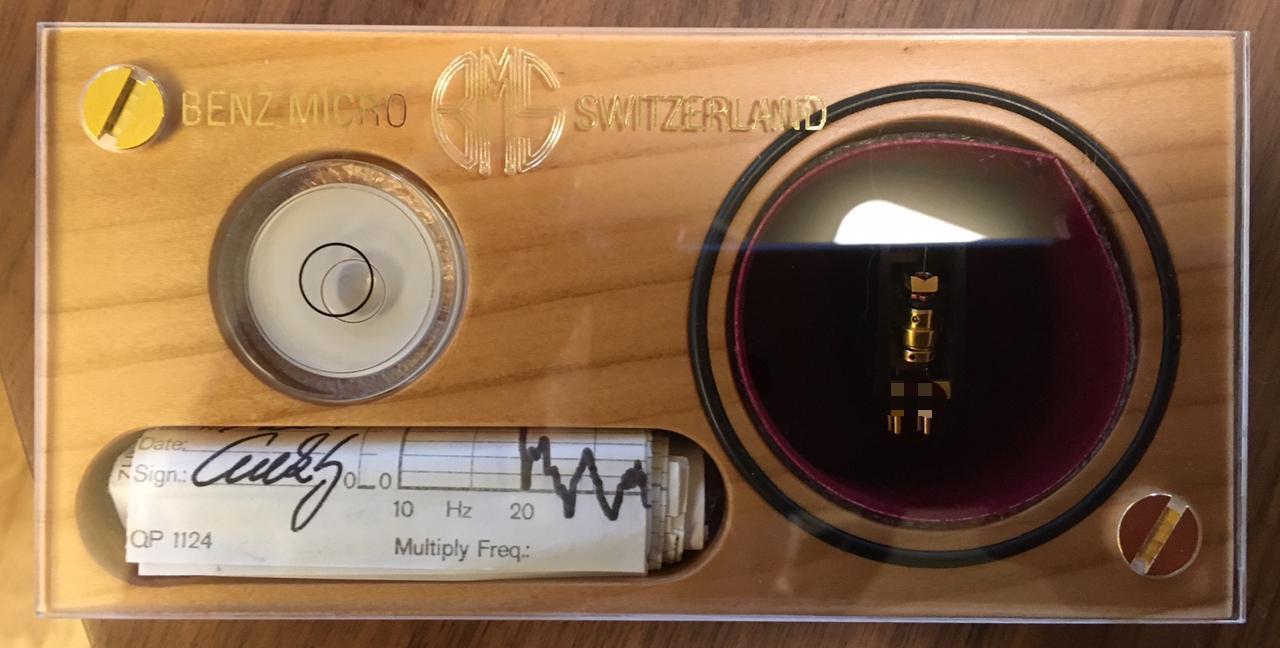 BENZ MICRO BMS SWITZERLAND
Date:
Sign.:
0 0
10 Hz 20
QP 1124
Multiply Freq.: